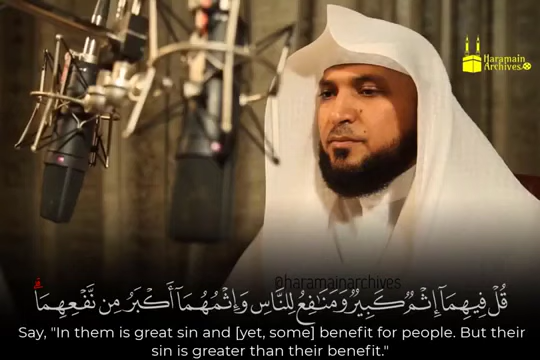 Haramain
Archives
@haramainarchives
قُلْ فِيهِمَآ إِثْمٌ كَبِيرٌ وَمَنَٰفِعُ لِلنَّاسِ وَإِثْمُهُمَآ أَكْبَرُ مِن نَّفْعِهِمَا ۗ
Say, "In them is great sin and [yet, some] benefit for people. But their
sin is greater than their benefit."